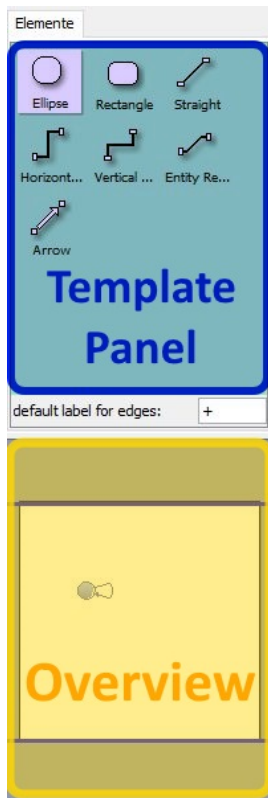 Elemente
Ellipse Rectangle Straight
Horizont... Vertical ... Entity Re...
Arrow
Template
Panel
default label for edges: +
Overview